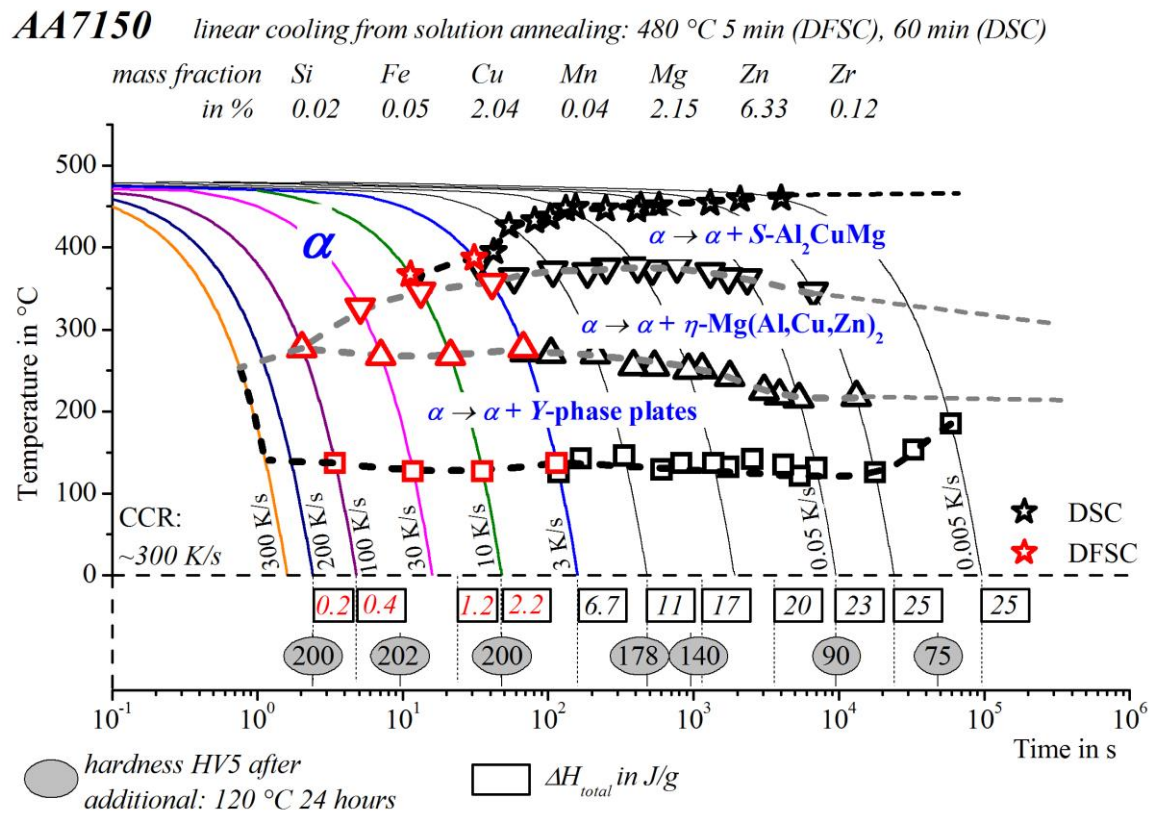 AA7150 linear cooling from solution annealing: 480 °C 5 min (DFSC), 60 min (DSC)
mass fraction Si Fe Cu Mn Mg Zn Zr
in % 0.02 0.05 2.04 0.04 2.15 6.33 0.12
500
400
300
200
100
0
Temperature in °C
α
α → α + S-Al₂CuMg
α → α + η-Mg(Al,Cu,Zn)₂
α → α + Y-phase plates
CCR:
~300 K/s
300 K/s
200 K/s
100 K/s
30 K/s
10 K/s
3 K/s
0.05 K/s
0.005 K/s
DSC
DFSC
0.2 0.4 1.2 2.2 6.7 11 17 20 23 25 25
200 202 200 178 140 90 75
10⁻¹ 10⁰ 10¹ 10² 10³ 10⁴ 10⁵ 10⁶
Time in s
hardness HV5 after
additional: 120 °C 24 hours
ΔH_total in J/g